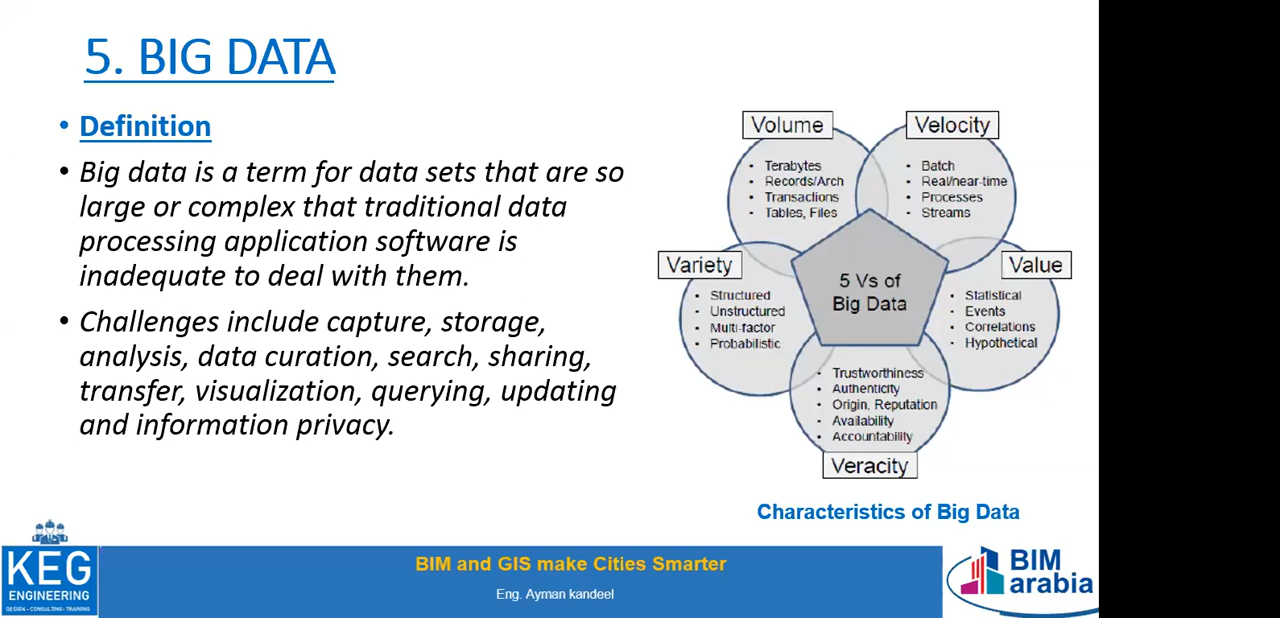 5. BIG DATA
• Definition
• Big data is a term for data sets that are so
large or complex that traditional data
processing application software is
inadequate to deal with them.
• Challenges include capture, storage,
analysis, data curation, search, sharing,
transfer, visualization, querying, updating
and information privacy.
Volume
• Terabytes
• Records/Arch
• Transactions
• Tables, Files
Velocity
• Batch
• Real/near-time
• Processes
• Streams
Variety
• Structured
• Unstructured
• Multi-factor
• Probabilistic
5 Vs of
Big Data
Value
• Statistical
• Events
• Correlations
• Hypothetical
• Trustworthiness
• Authenticity
• Origin, Reputation
• Availability
• Accountability
Veracity
Characteristics of Big Data
KEG
ENGINEERING
DESIGN - CONSULTING - TRAINING
BIM and GIS make Cities Smarter
Eng. Ayman kandeel
BIM
arabia